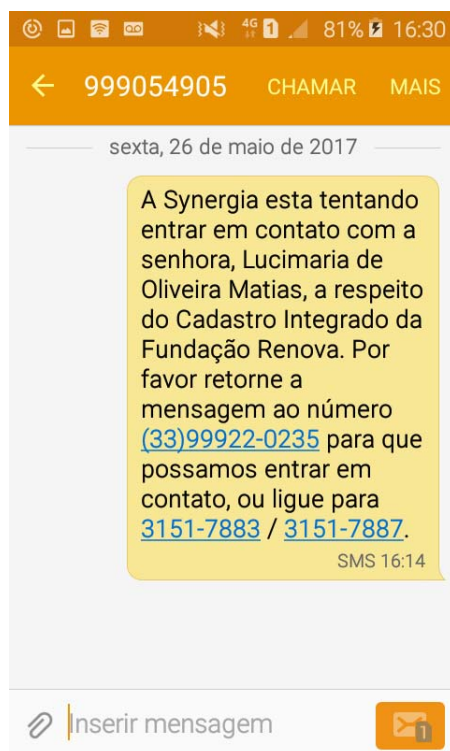 4G 1 81% 16:30
999054905 CHAMAR MAIS
sexta, 26 de maio de 2017
A Synergia esta tentando
entrar em contato com a
senhora, Lucimaria de
Oliveira Matias, a respeito
do Cadastro Integrado da
Fundação Renova. Por
favor retorne a
mensagem ao número
(33)99922-0235 para que
possamos entrar em
contato, ou ligue para
3151-7883 / 3151-7887.
SMS 16:14
Inserir mensagem
1